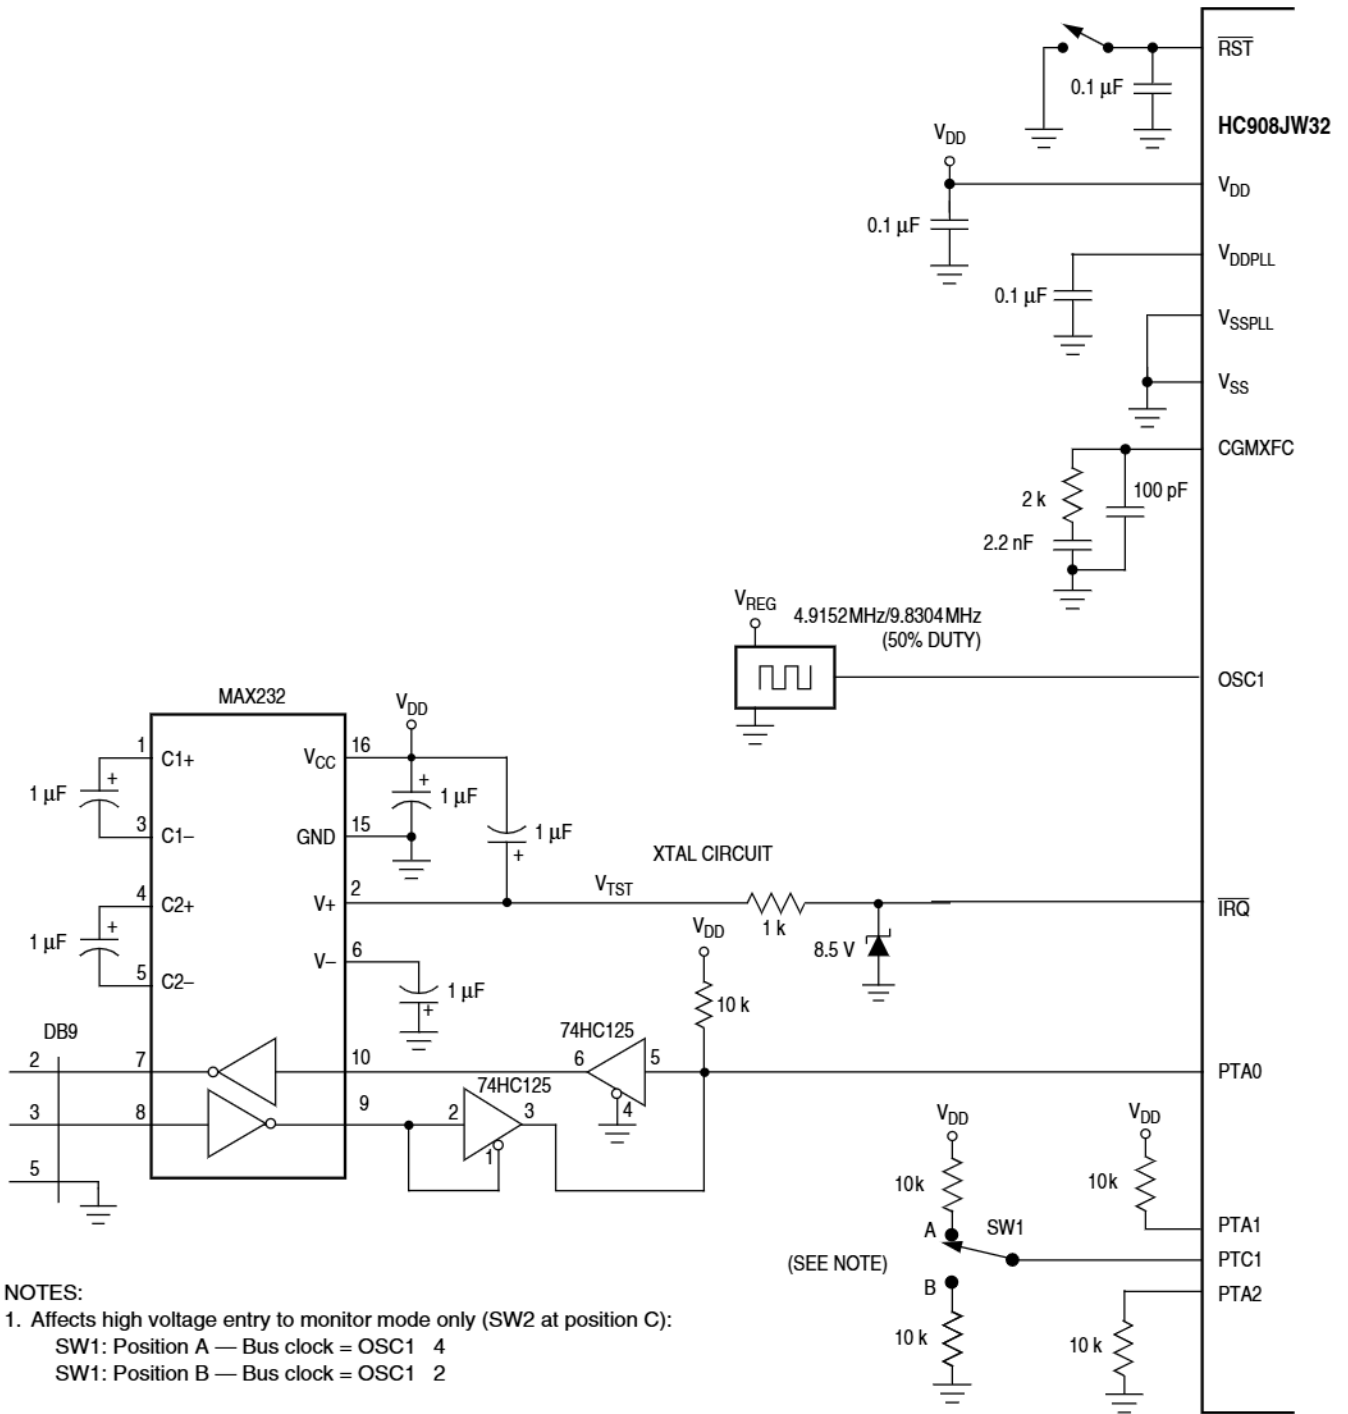 R̅S̅T̅
0.1 µF
HC908JW32
VDD
VDD
0.1 µF
VDDPLL
0.1 µF
VSSPLL
VSS
CGMXFC
2 k
100 pF
2.2 nF
VREG
4.9152MHz/9.8304MHz
(50% DUTY)
OSC1
MAX232
VDD
1
C1+
VCC
16
+
1 µF
+
1 µF
3
C1–
GND
15
1 µF
+
XTAL CIRCUIT
4
C2+
V+
2
VTST
1 k
I̅R̅Q̅
+
1 µF
8.5 V
VDD
5
C2–
V–
6
1 µF
+
10 k
DB9
74HC125
2
7
10
6
5
PTA0
74HC125
3
8
9
2
3
4
1
5
VDD
VDD
10k
10k
A
SW1
PTA1
(SEE NOTE)
PTC1
B
PTA2
10 k
10 k
NOTES:
1. Affects high voltage entry to monitor mode only (SW2 at position C):
SW1: Position A — Bus clock = OSC1 4
SW1: Position B — Bus clock = OSC1 2